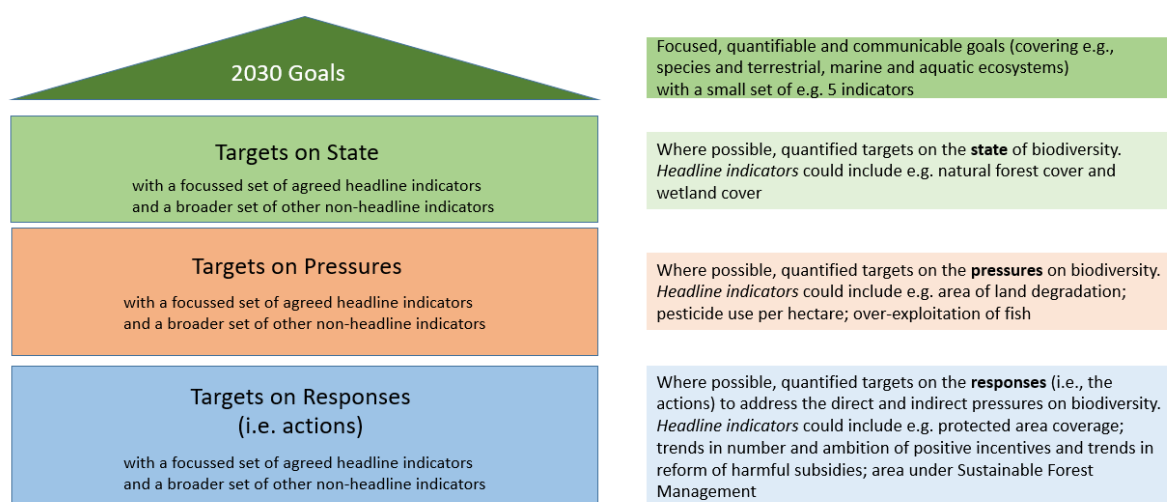 2030 Goals
Focused, quantifiable and communicable goals (covering e.g.,
species and terrestrial, marine and aquatic ecosystems)
with a small set of e.g. 5 indicators
Targets on State
with a focussed set of agreed headline indicators
and a broader set of other non-headline indicators
Where possible, quantified targets on the state of biodiversity.
Headline indicators could include e.g. natural forest cover and
wetland cover
Targets on Pressures
with a focussed set of agreed headline indicators
and a broader set of other non-headline indicators
Where possible, quantified targets on the pressures on biodiversity.
Headline indicators could include e.g. area of land degradation;
pesticide use per hectare; over-exploitation of fish
Targets on Responses
(i.e. actions)
with a focussed set of agreed headline indicators
and a broader set of other non-headline indicators
Where possible, quantified targets on the responses (i.e., the
actions) to address the direct and indirect pressures on biodiversity.
Headline indicators could include e.g. protected area coverage;
trends in number and ambition of positive incentives and trends in
reform of harmful subsidies; area under Sustainable Forest
Management